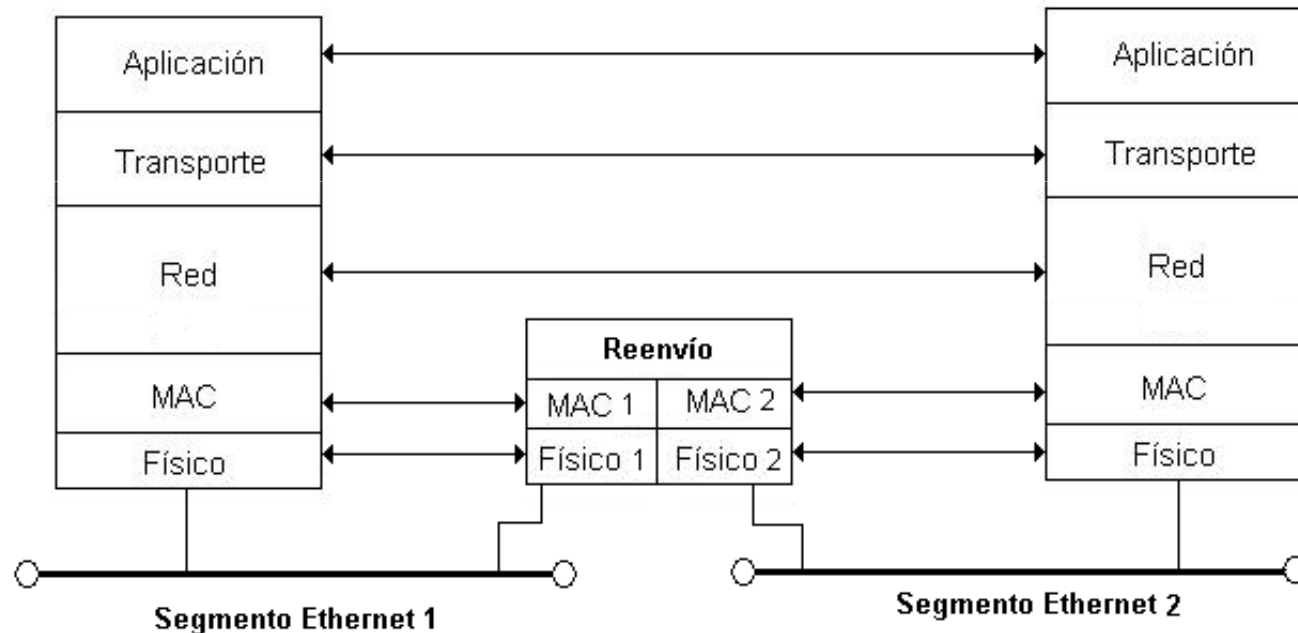 Aplicación
Transporte
Red
MAC
Físico
Reenvío
MAC 1
MAC 2
Físico 1
Físico 2
Aplicación
Transporte
Red
MAC
Físico
Segmento Ethernet 1
Segmento Ethernet 2